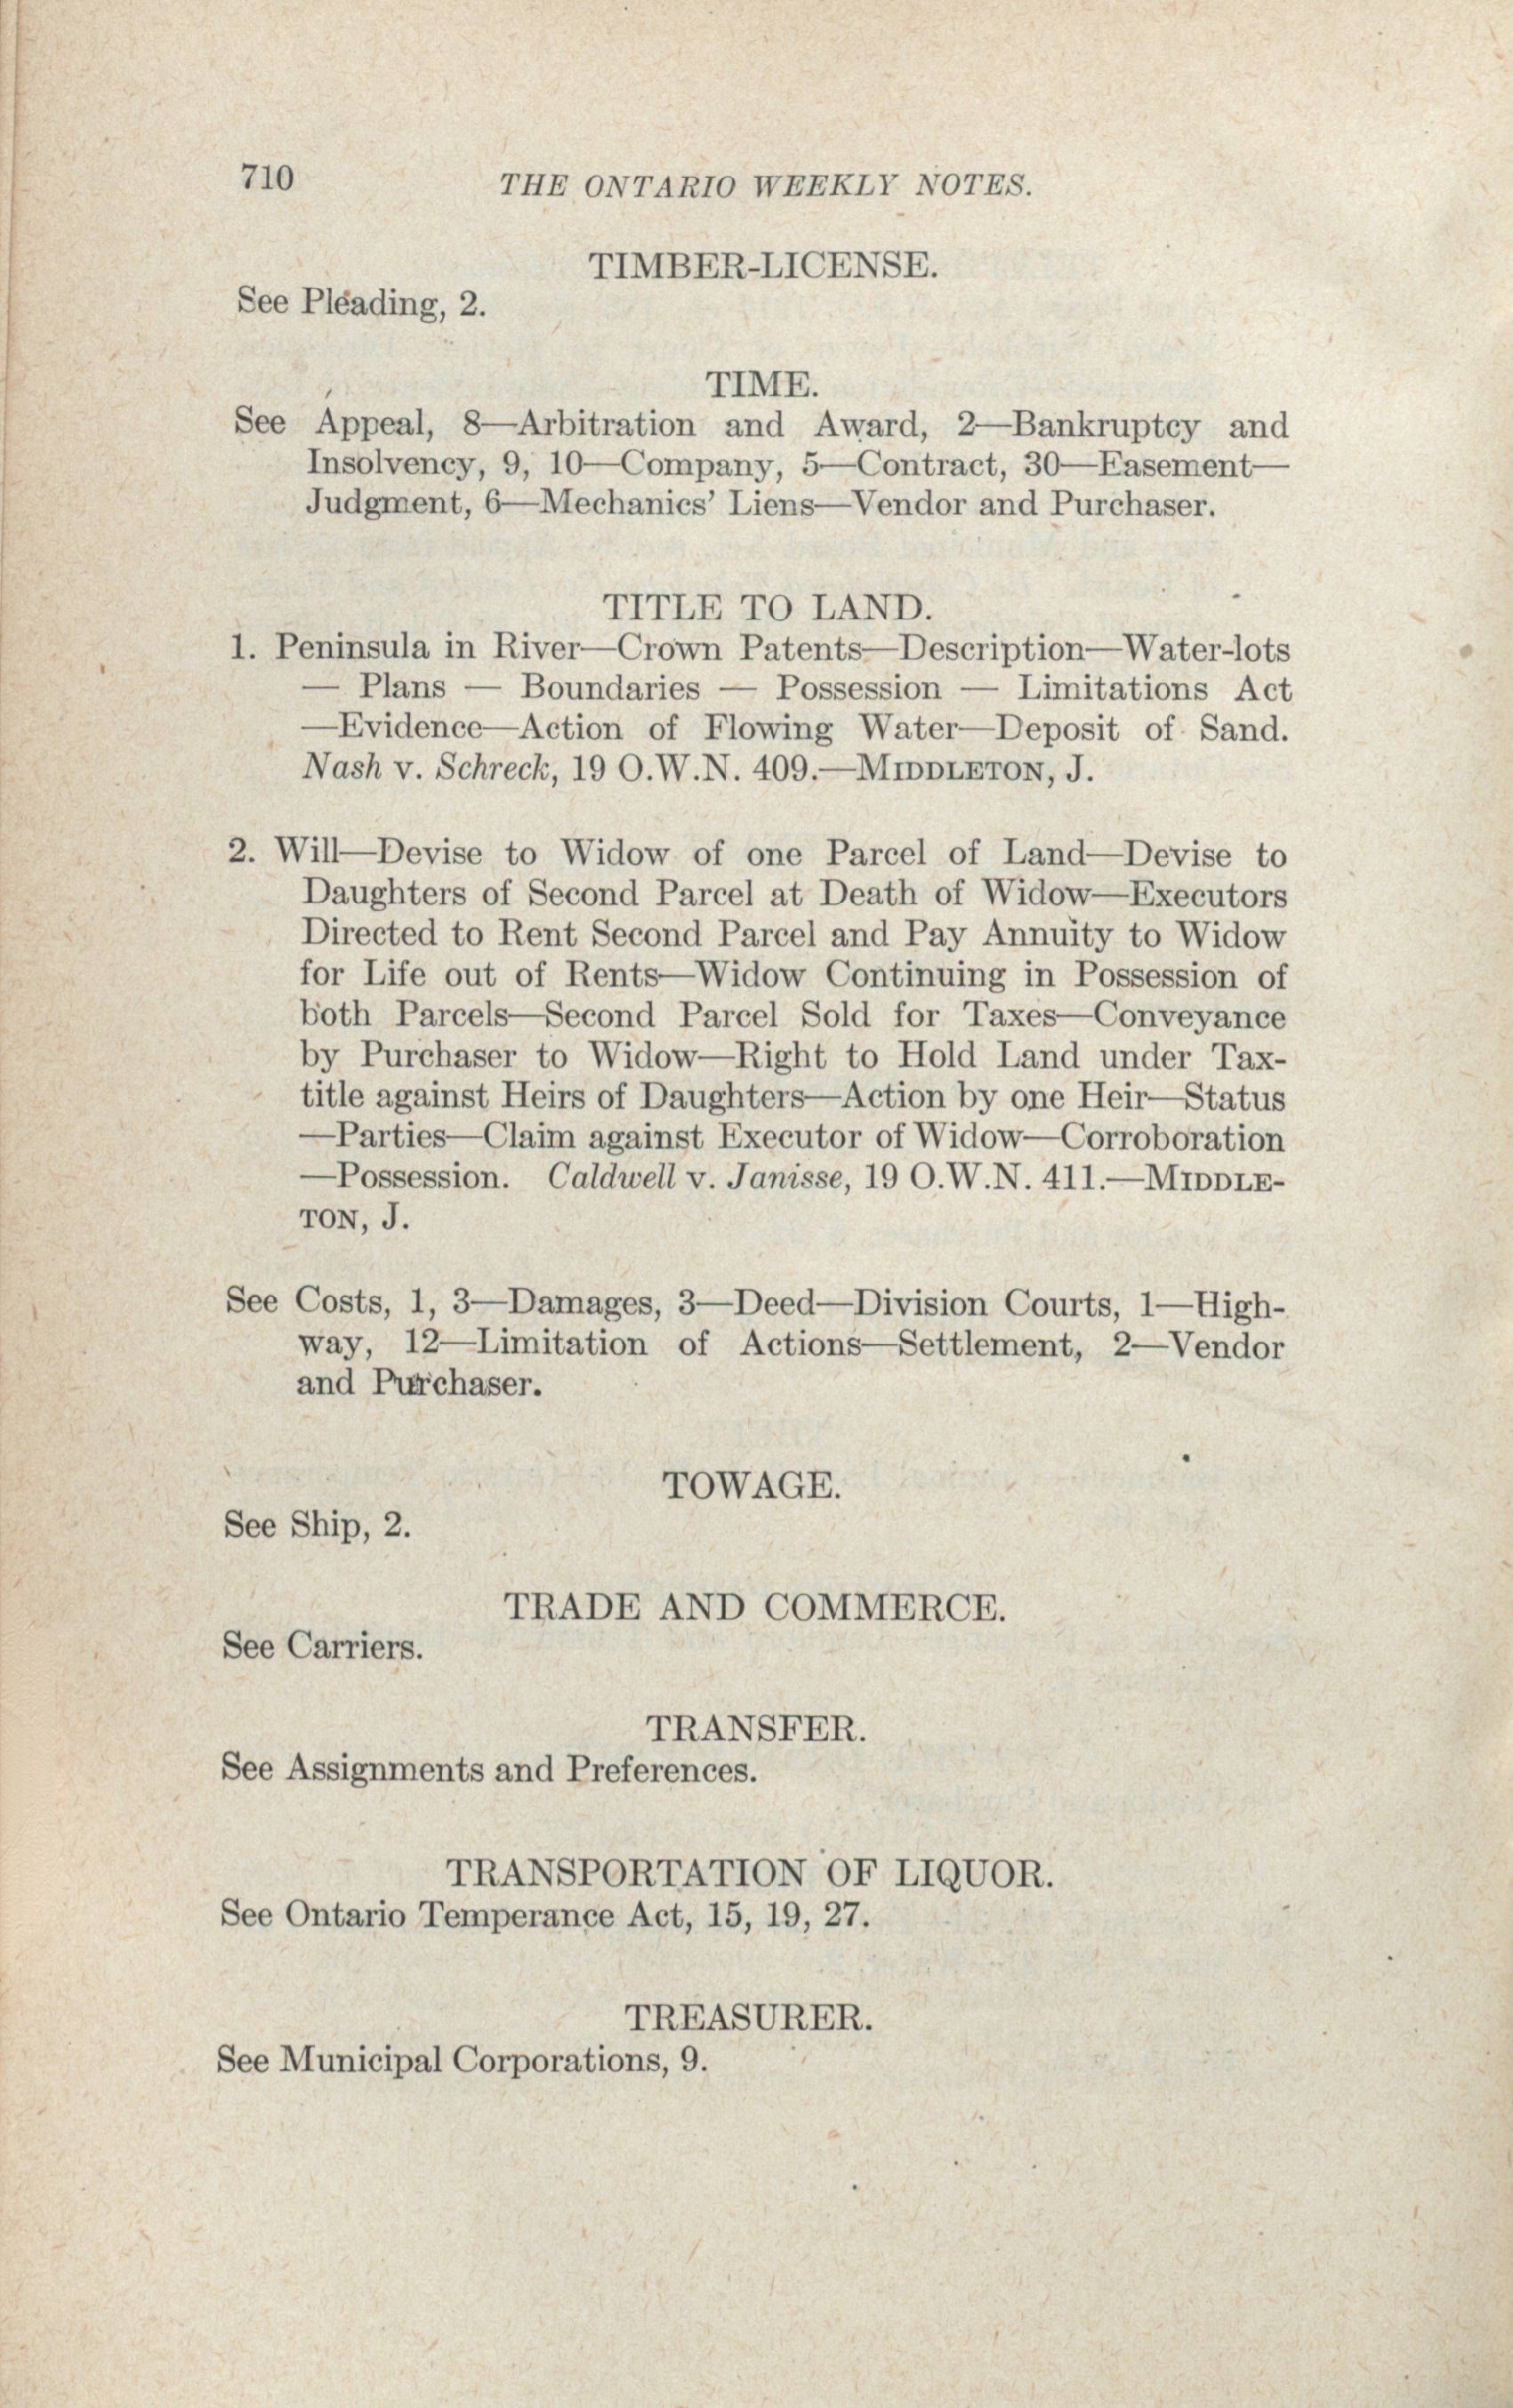 710
THE ONTARIO WEEKLY NOTES.
TIMBER-LICENSE.
See Pleading, 2.
TIME.
See Appeal, 8—Arbitration and Award, 2—Bankruptcy and
Insolvency, 9, 10—Company, 5—Contract, 30—Easement—
Judgment, 6—Mechanics' Liens—Vendor and Purchaser.
TITLE TO LAND.
1. Peninsula in River—Crown Patents—Description—Water-lots
— Plans — Boundaries — Possession — Limitations Act
—Evidence—Action of Flowing Water—Deposit of Sand.
Nash v. Schreck, 19 O.W.N. 409.—MIDDLETON, J.
2. Will—Devise to Widow of one Parcel of Land—Devise to
Daughters of Second Parcel at Death of Widow—Executors
Directed to Rent Second Parcel and Pay Annuity to Widow
for Life out of Rents—Widow Continuing in Possession of
both Parcels—Second Parcel Sold for Taxes—Conveyance
by Purchaser to Widow—Right to Hold Land under Tax-
title against Heirs of Daughters—Action by one Heir—Status
—Parties—Claim against Executor of Widow—Corroboration
—Possession. Caldwell v. Janisse, 19 O.W.N. 411.—MIDDLE-
TON, J.
See Costs, 1, 3—Damages, 3—Deed—Division Courts, 1—High-
way, 12—Limitation of Actions—Settlement, 2—Vendor
and Purchaser.
TOWAGE.
See Ship, 2.
TRADE AND COMMERCE.
See Carriers.
TRANSFER.
See Assignments and Preferences.
TRANSPORTATION OF LIQUOR.
See Ontario Temperance Act, 15, 19, 27.
TREASURER.
See Municipal Corporations, 9.